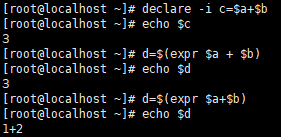 [root@localhost ~]# declare -i c=$a+$b
[root@localhost ~]# echo $c
3
[root@localhost ~]# d=$(expr $a + $b)
[root@localhost ~]# echo $d
3
[root@localhost ~]# d=$(expr $a+$b)
[root@localhost ~]# echo $d
1+2